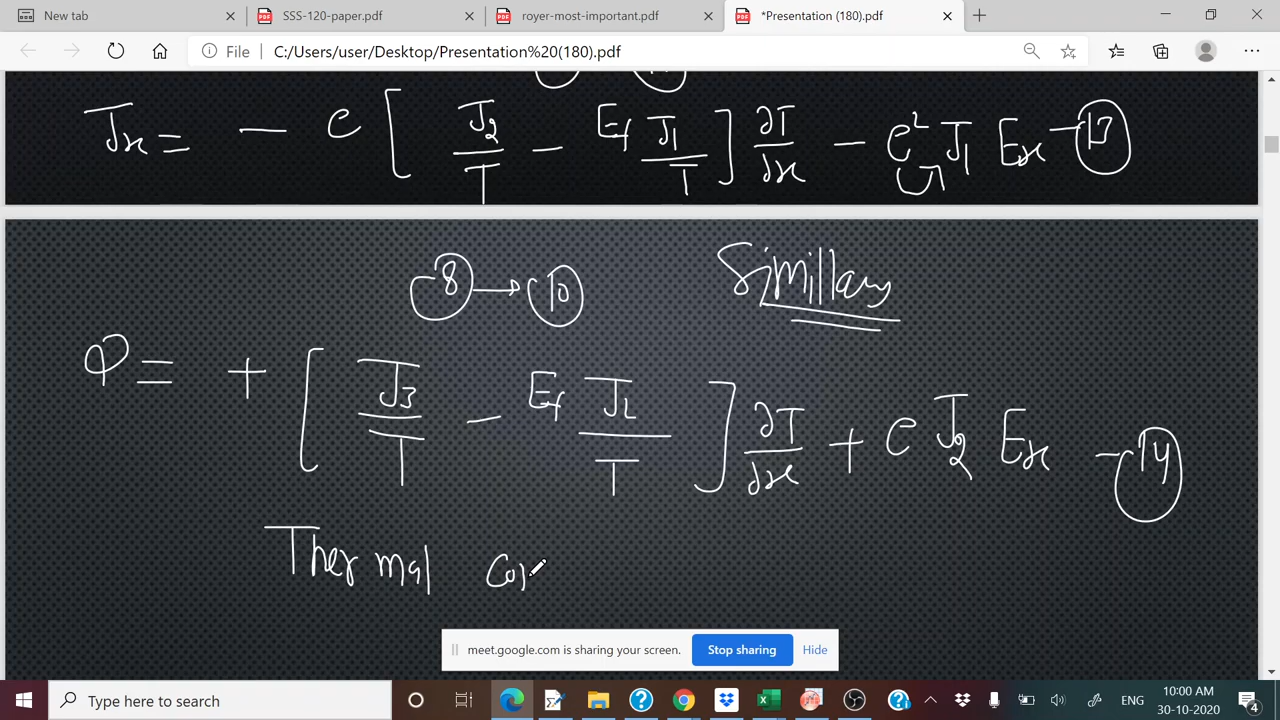 New tab SSS-120-paper.pdf royer-most-important.pdf *Presentation (180).pdf
File C:/Users/user/Desktop/Presentation%20(180).pdf
Jx = - e [ J2/T - Ef J1/T ] ∂T/∂x - e² J1 Ex - 13
8 → 10 Simillary
Q = + [ J3/T - Ef J2/T ] ∂T/∂x + e J2 Ex - 14
Thermal Con
meet.google.com is sharing your screen. Stop sharing Hide
Type here to search ENG 10:00 AM
30-10-2020 4